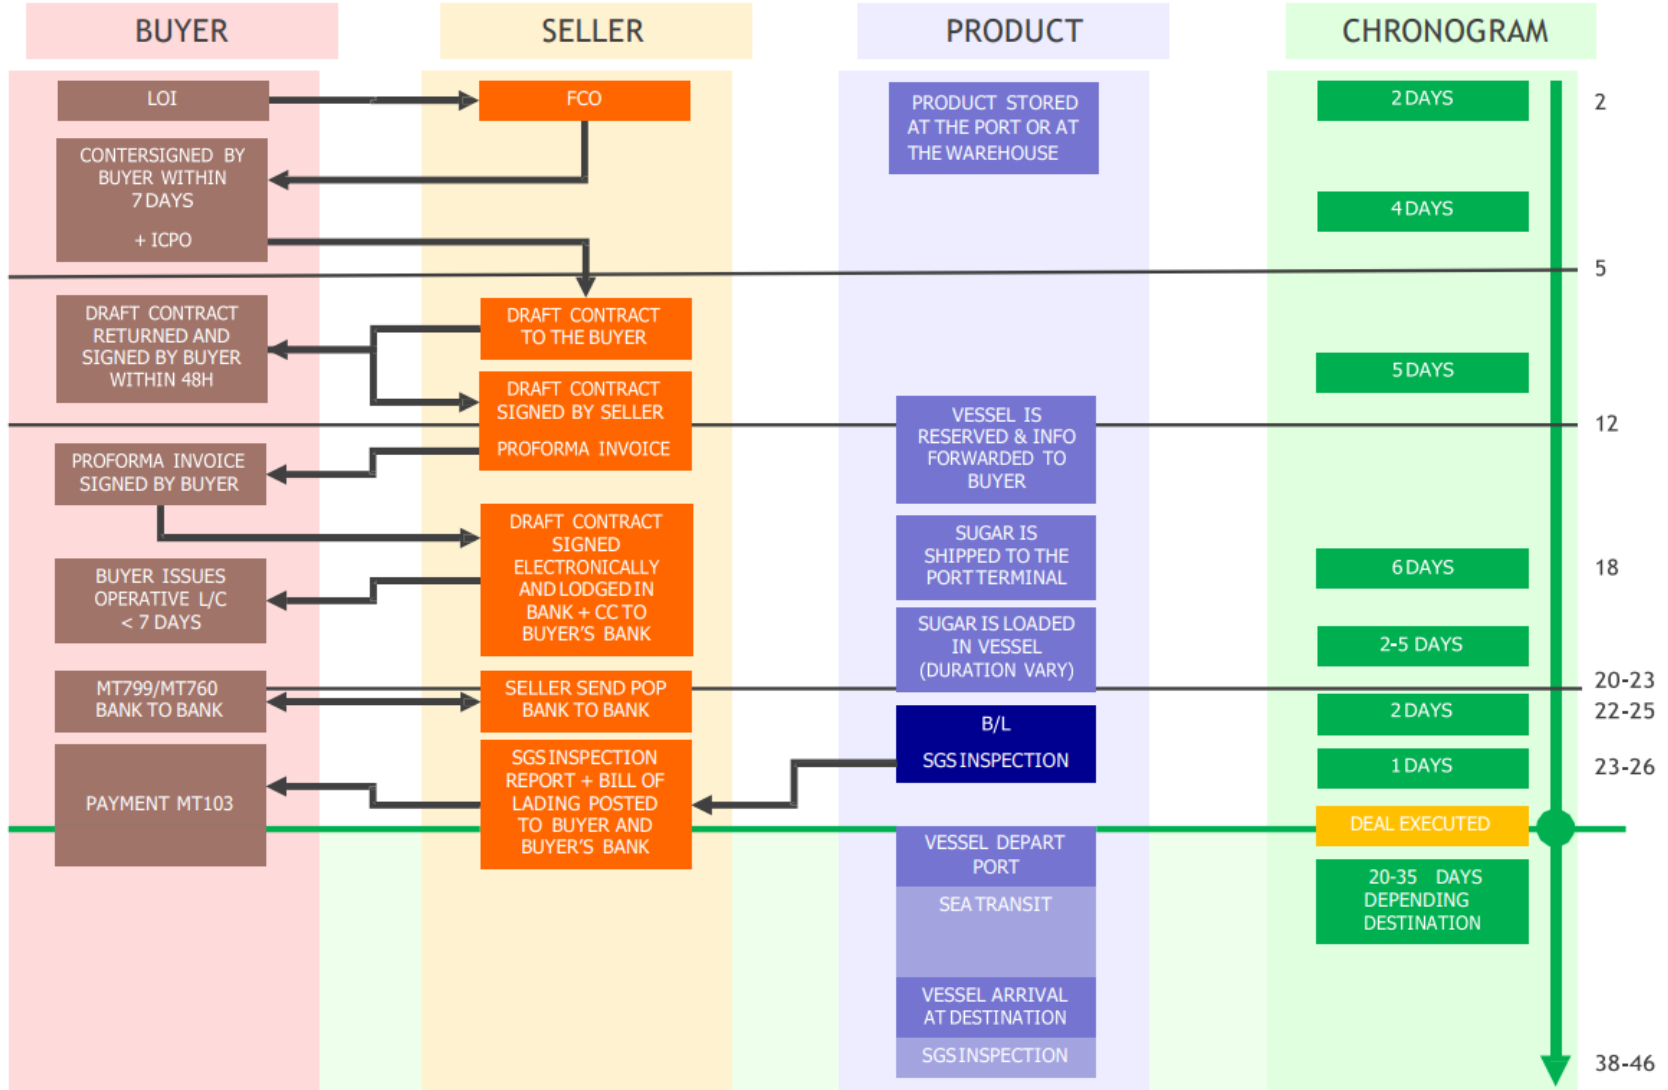 BUYER
SELLER
PRODUCT
CHRONOGRAM
LOI
CONTERSIGNED BY
BUYER WITHIN
7 DAYS
+ ICPO
DRAFT CONTRACT
RETURNED AND
SIGNED BY BUYER
WITHIN 48H
PROFORMA INVOICE
SIGNED BY BUYER
BUYER ISSUES
OPERATIVE L/C
< 7 DAYS
MT799/MT760
BANK TO BANK
PAYMENT MT103
FCO
DRAFT CONTRACT
TO THE BUYER
DRAFT CONTRACT
SIGNED BY SELLER
PROFORMA INVOICE
DRAFT CONTRACT
SIGNED
ELECTRONICALLY
AND LODGED IN
BANK + CC TO
BUYER'S BANK
SELLER SEND POP
BANK TO BANK
SGS INSPECTION
REPORT + BILL OF
LADING POSTED
TO BUYER AND
BUYER'S BANK
PRODUCT STORED
AT THE PORT OR AT
THE WAREHOUSE
VESSEL IS
RESERVED & INFO
FORWARDED TO
BUYER
SUGAR IS
SHIPPED TO THE
PORT TERMINAL
SUGAR IS LOADED
IN VESSEL
(DURATION VARY)
B/L
SGS INSPECTION
VESSEL DEPART
PORT
SEA TRANSIT
VESSEL ARRIVAL
AT DESTINATION
SGS INSPECTION
2 DAYS
4 DAYS
5 DAYS
6 DAYS
2-5 DAYS
2 DAYS
1 DAYS
DEAL EXECUTED
20-35 DAYS
DEPENDING
DESTINATION
2
5
12
18
20-23
22-25
23-26
38-46